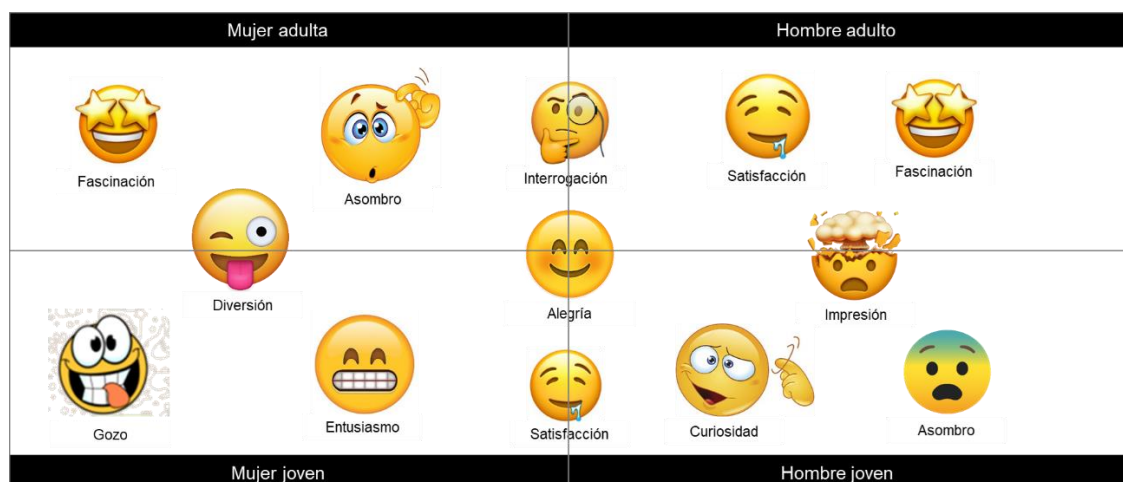 Mujer adulta
Hombre adulto
Fascinación
Asombro
Interrogación
Satisfacción
Fascinación
Diversión
Alegría
Impresión
Gozo
Entusiasmo
Satisfacción
Curiosidad
Asombro
Mujer joven
Hombre joven